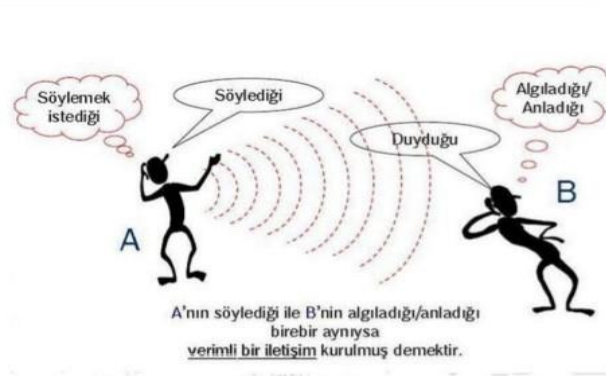 Söylemek
istediği
Söylediği
Duyduğu
Algıladığı/
Anladığı
A
B
A'nın söylediği ile B'nin algıladığı/anladığı
birebir aynıysa
verimli bir iletişim kurulmuş demektir.